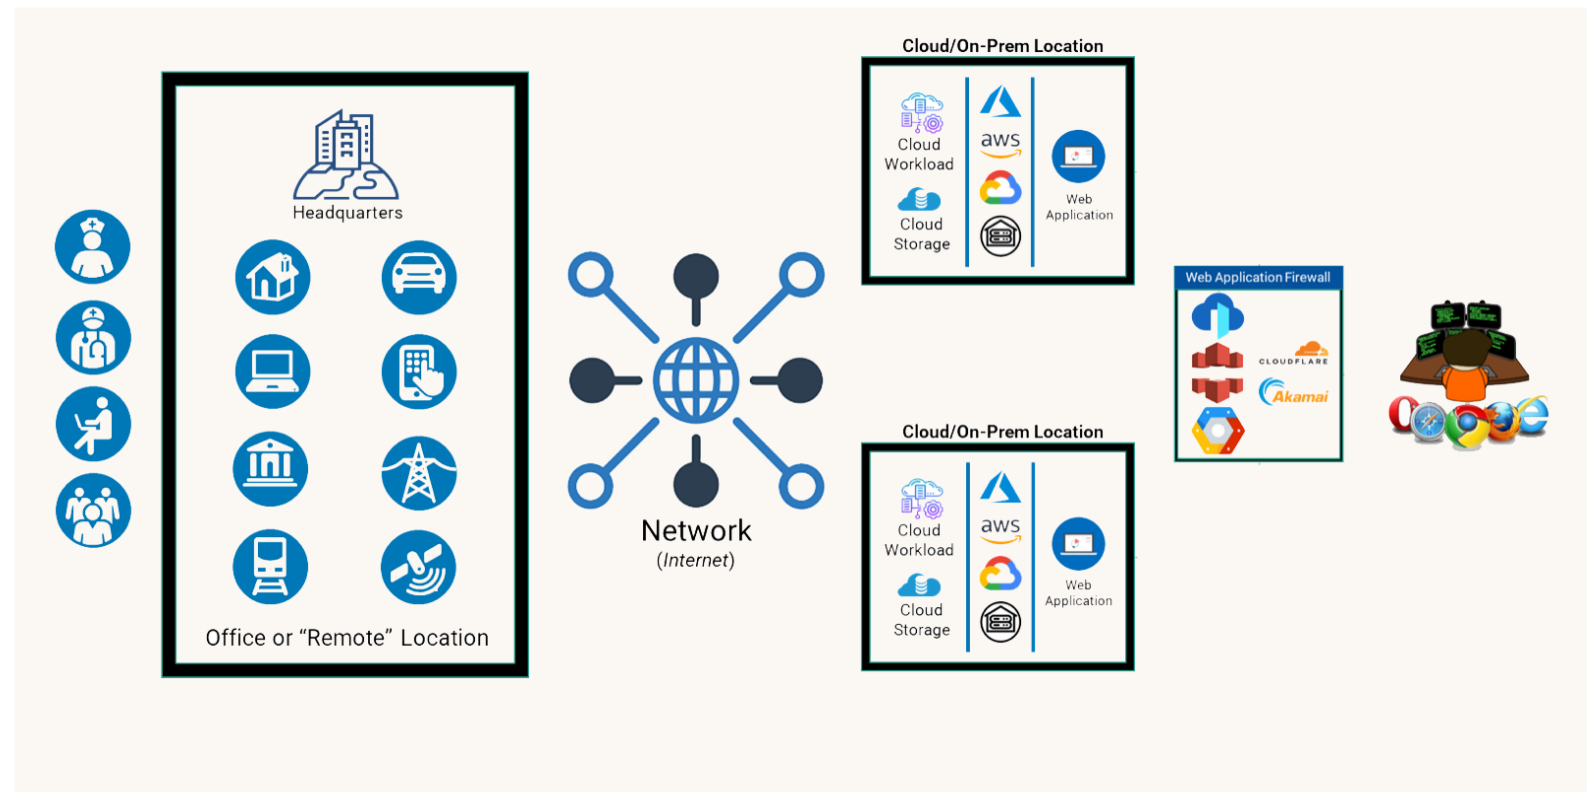 Cloud/On-Prem Location
Headquarters
Office or “Remote” Location
Network
(Internet)
Cloud
Workload
Cloud
Storage
aws
Web
Application
Web Application Firewall
CLOUDFLARE
Akamai
Cloud/On-Prem Location
Cloud
Workload
Cloud
Storage
aws
Web
Application